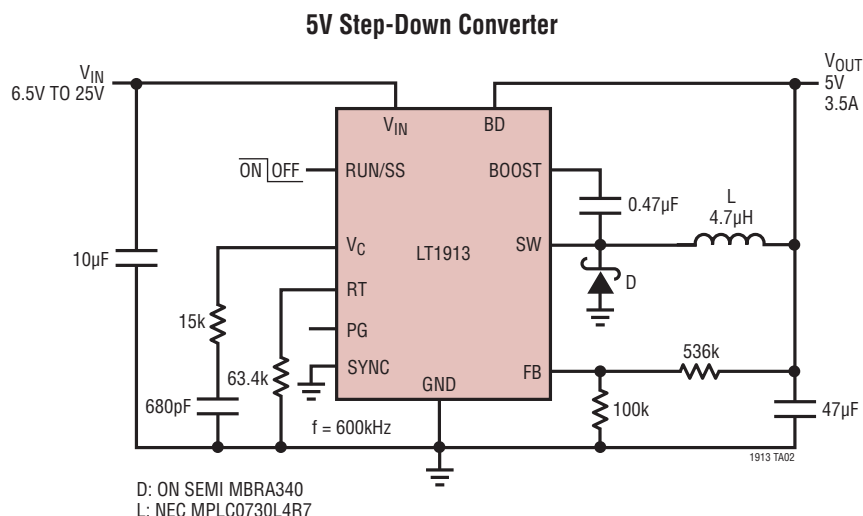 5V Step-Down Converter
VIN
6.5V TO 25V
VOUT
5V
3.5A
VIN
BD
ON OFF
RUN/SS
BOOST
0.47µF
L
4.7µH
10µF
VC
LT1913
SW
RT
D
15k
PG
63.4k
SYNC
GND
FB
536k
680pF
f = 600kHz
100k
47µF
1913 TA02
D: ON SEMI MBRA340
L: NEC MPLC0730L4R7